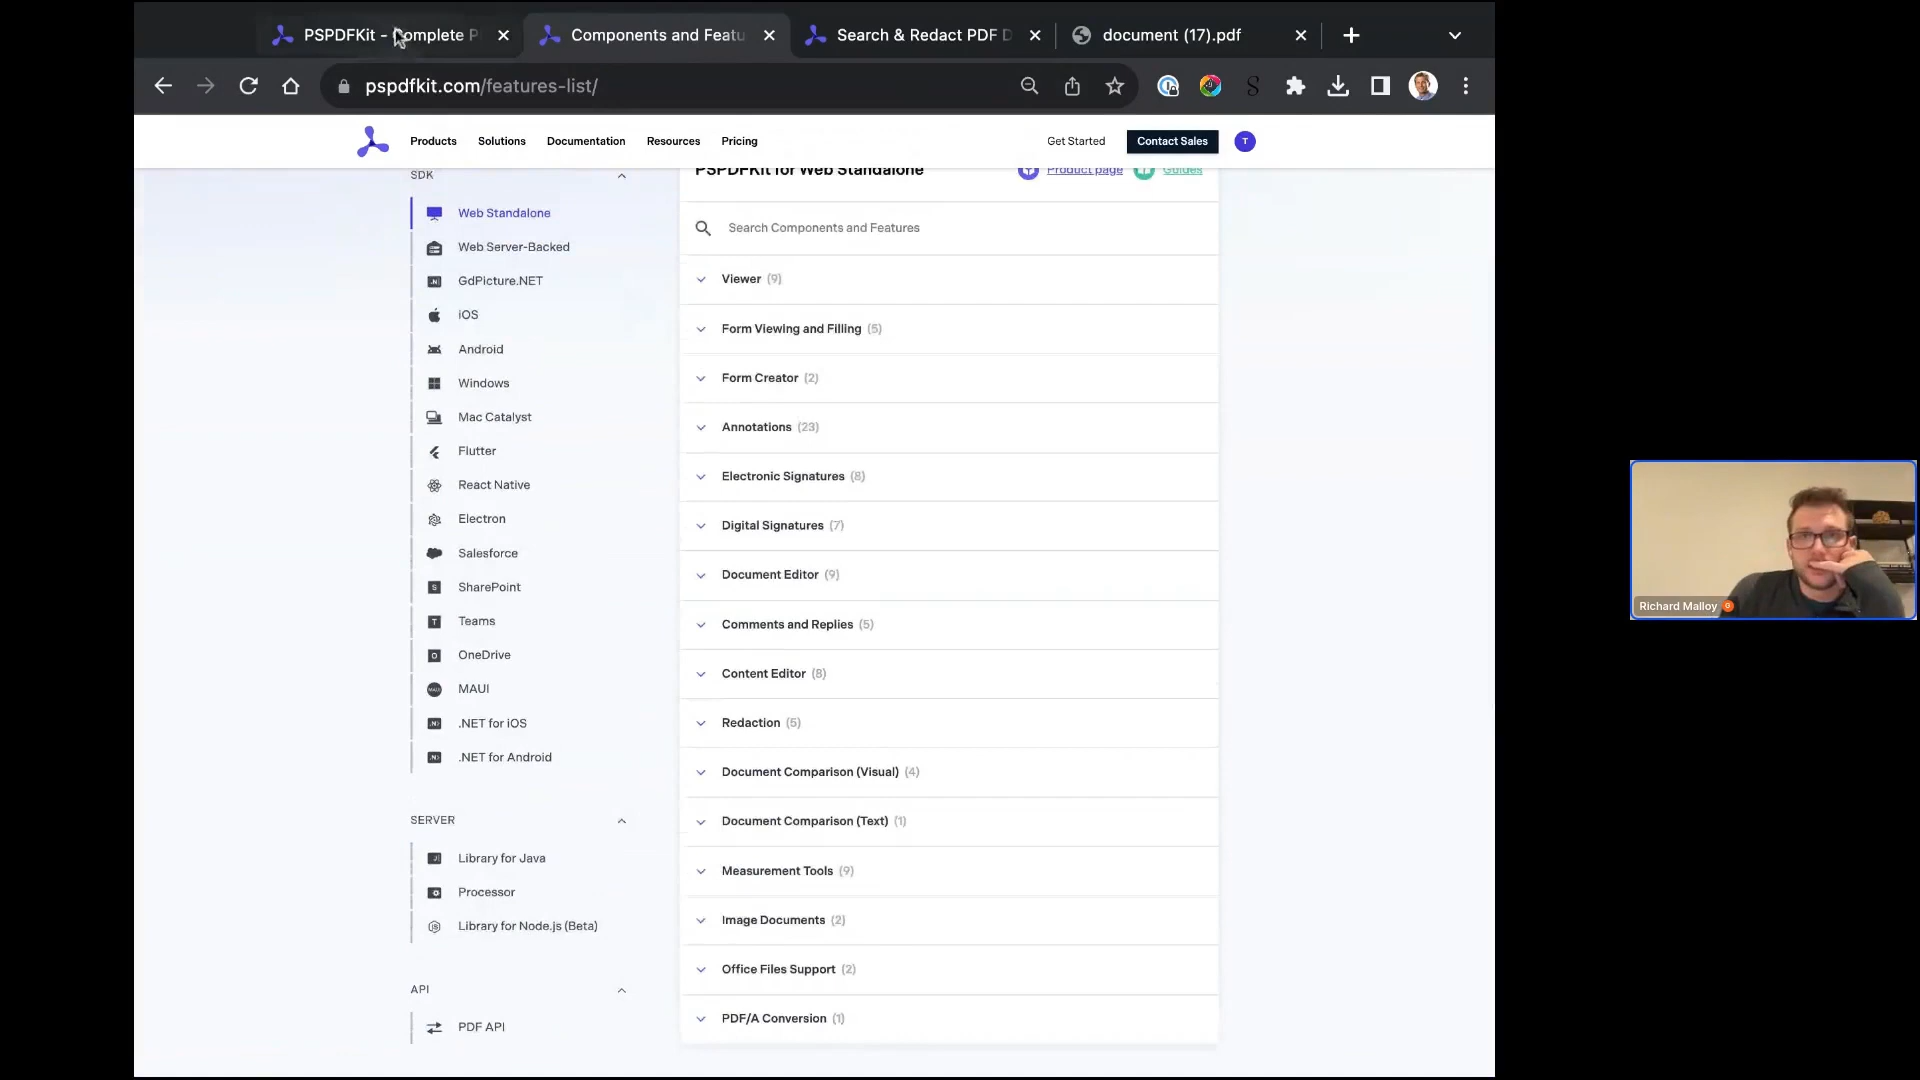 PSPDFKit - Complete P
Components and Featu
Search & Redact PDF D
document (17).pdf
pspdfkit.com/features-list/
Products
Solutions
Documentation
Resources
Pricing
Get Started
Contact Sales
T
SDK
Web Standalone
Web Server-Backed
GdPicture.NET
iOS
Android
Windows
Mac Catalyst
Flutter
React Native
Electron
Salesforce
SharePoint
Teams
OneDrive
MAUI
.NET for iOS
.NET for Android
SERVER
Library for Java
Processor
Library for Node.js (Beta)
API
PDF API
PSPDFKit for Web Standalone
Product page
Guides
Search Components and Features
Viewer (9)
Form Viewing and Filling (5)
Form Creator (2)
Annotations (23)
Electronic Signatures (8)
Digital Signatures (7)
Document Editor (9)
Comments and Replies (5)
Content Editor (8)
Redaction (5)
Document Comparison (Visual) (4)
Document Comparison (Text) (1)
Measurement Tools (9)
Image Documents (2)
Office Files Support (2)
PDF/A Conversion (1)
Richard Malloy